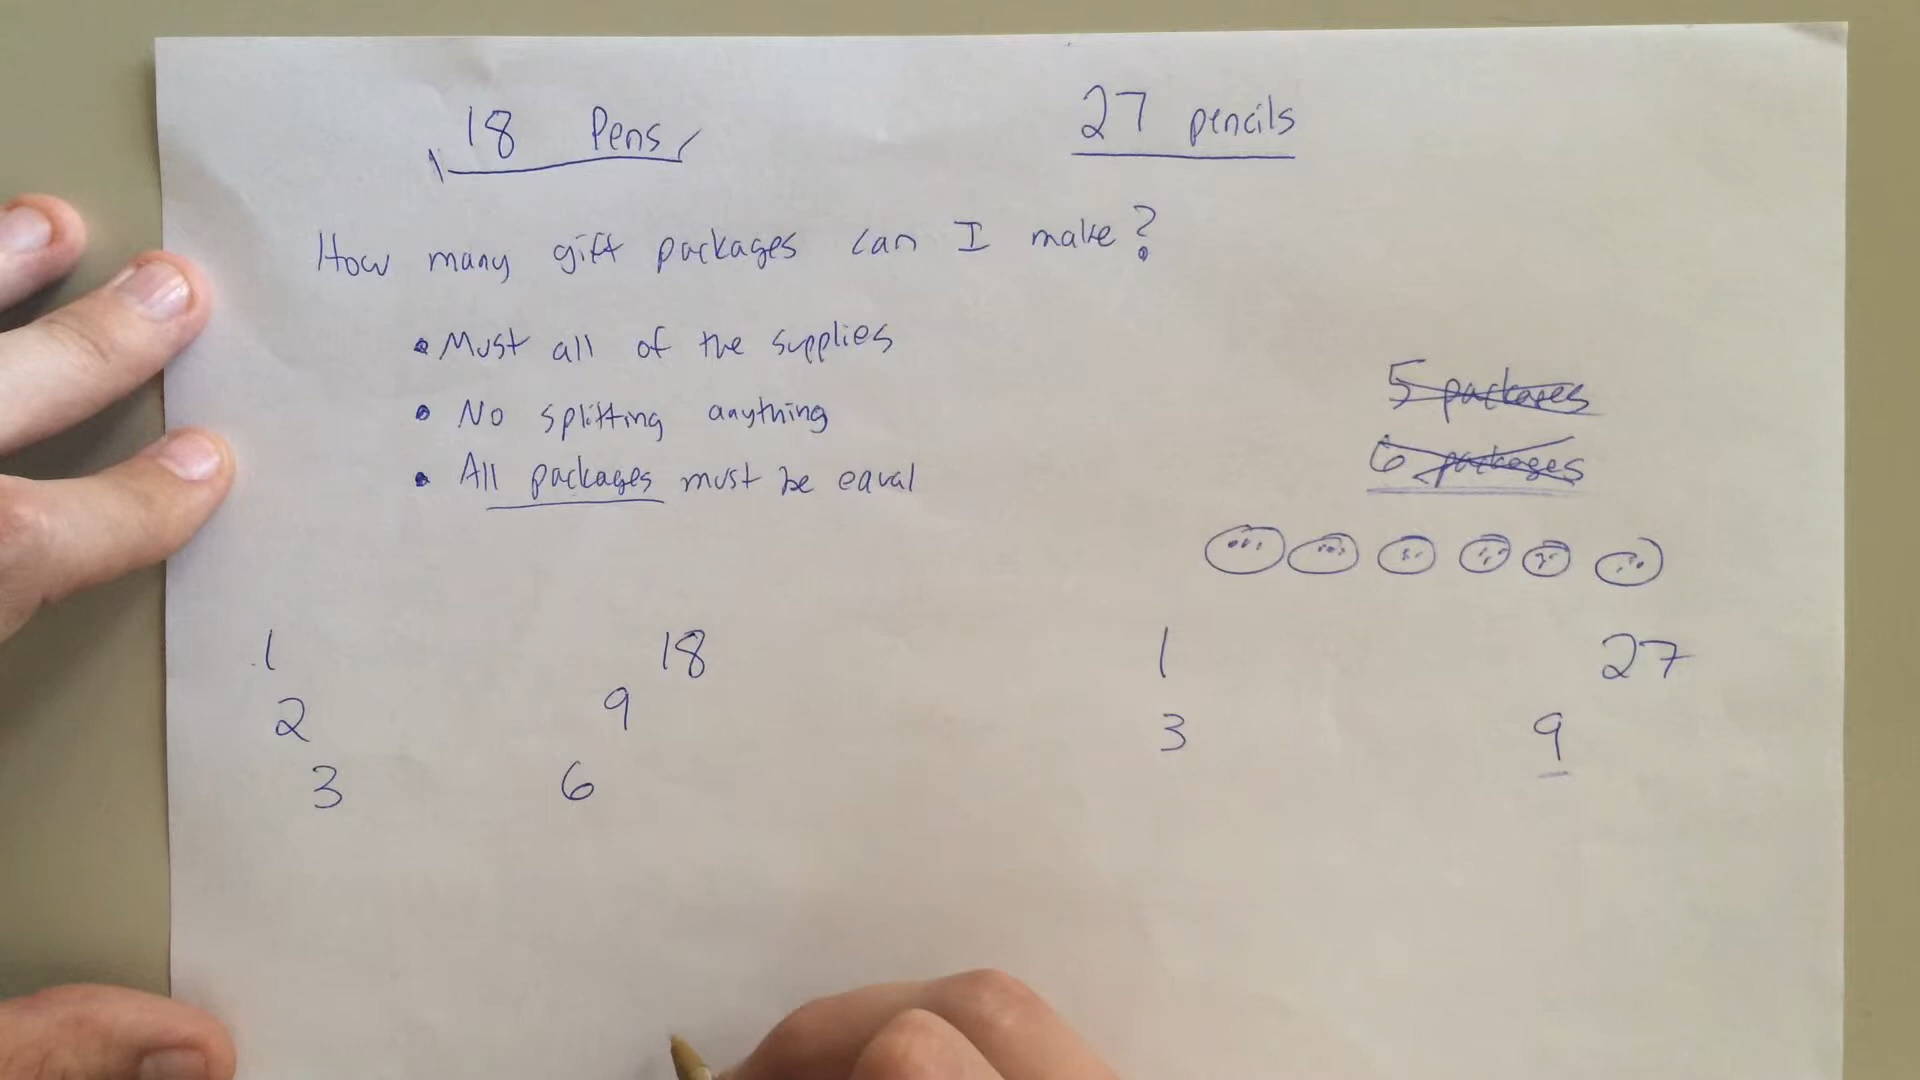 18 Pens
27 pencils
How many gift packages can I make?
• Must all of the supplies
• No splitting anything
• All packages must be equal
5 packages
6 packages
1 18
2 9
3 6
1 27
3 9